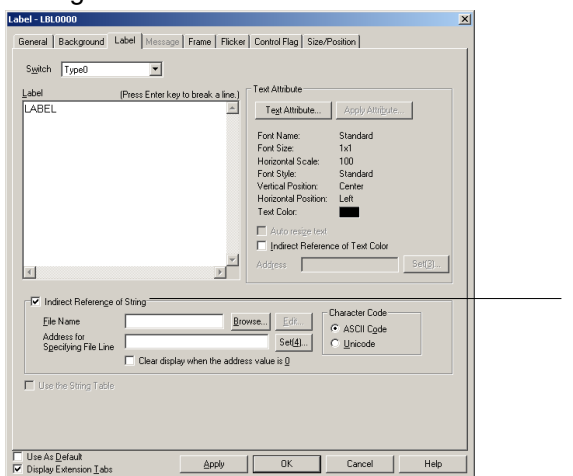 Label - LBL0000
General Background Label Message Frame Flicker Control Flag Size/Position
Switch Type0
Label (Press Enter key to break a line.)
LABEL
Text Attribute
Text Attribute... Apply Attribute...
Font Name: Standard
Font Size: 1x1
Horizontal Scale: 100
Font Style: Standard
Vertical Position: Center
Horizontal Position: Left
Text Color:
Auto resize text
Indirect Reference of Text Color
Address Set(3)...
Indirect Reference of String
File Name Browse... Edit...
Address for
Specifying File Line Set(4)...
Clear display when the address value is 0
Character Code
ASCII Code
Unicode
Use the String Table
Use As Default
Display Extension Tabs
Apply OK Cancel Help